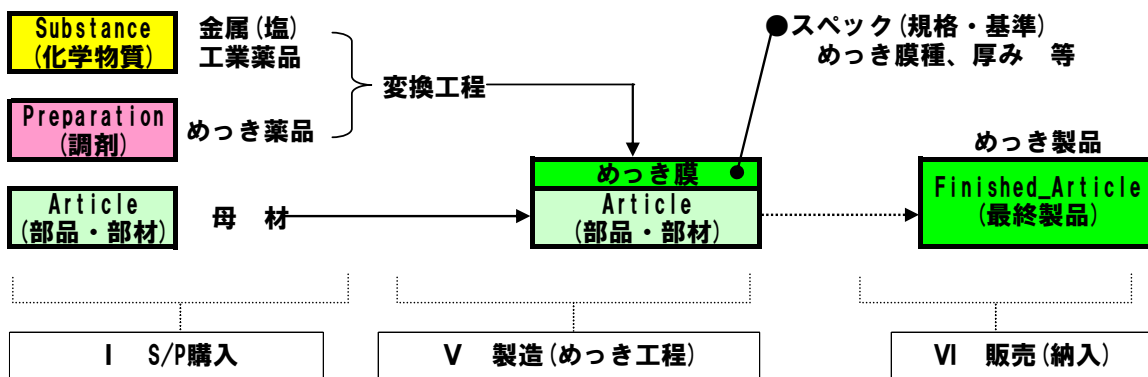 Substance
(化学物質)
金属(塩)
工業薬品
Preparation
(調剤)
めっき薬品
変換工程
●スペック(規格・基準)
めっき膜種、厚み 等
Article
(部品・部材)
母 材
めっき膜
Article
(部品・部材)
めっき製品
Finished_Article
(最終製品)
Ⅰ S/P購入
Ⅴ 製造(めっき工程)
Ⅵ 販売(納入)